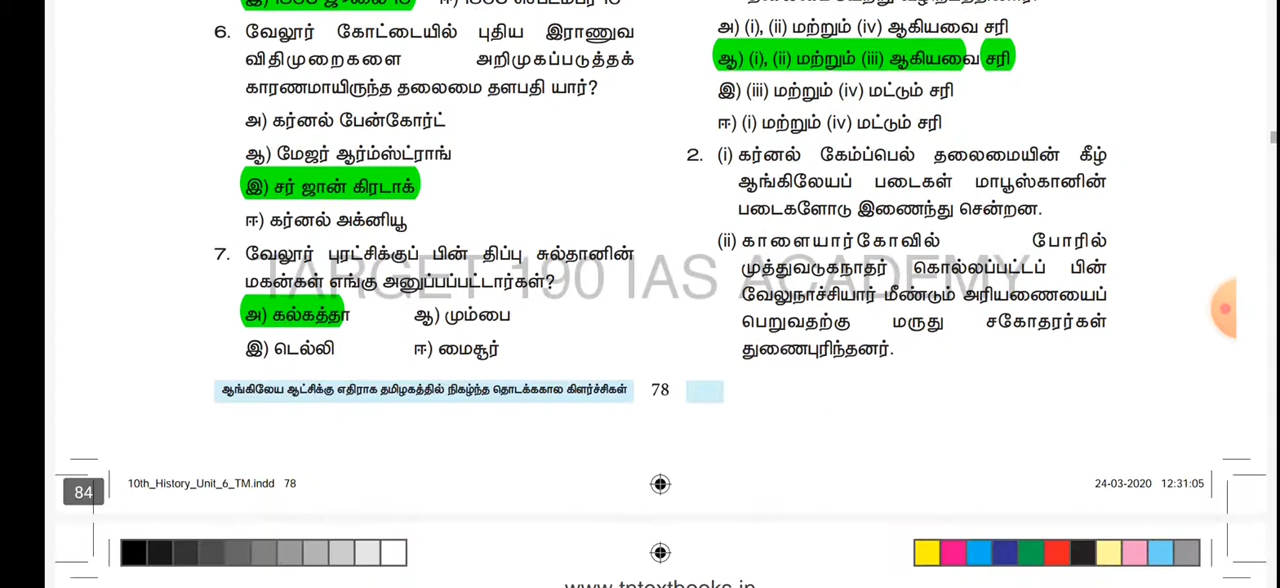 6. வேலூர் கோட்டையில் புதிய இராணுவ
விதிமுறைகளை அறிமுகப்படுத்தக்
காரணமாயிருந்த தலைமை தளபதி யார்?
அ) கர்னல் பேன்கோர்ட்
ஆ) மேஜர் ஆர்ம்ஸ்ட்ராங்
இ) சர் ஜான் கிரடாக்
ஈ) கர்னல் அக்னியூ
7. வேலூர் புரட்சிக்குப் பின் திப்பு சுல்தானின்
மகன்கள் எங்கு அனுப்பப்பட்டார்கள்?
அ) கல்கத்தா ஆ) மும்பை
இ) டெல்லி ஈ) மைசூர்
அ) (i), (ii) மற்றும் (iv) ஆகியவை சரி
ஆ) (i), (ii) மற்றும் (iii) ஆகியவை சரி
இ) (iii) மற்றும் (iv) மட்டும் சரி
ஈ) (i) மற்றும் (iv) மட்டும் சரி
2. (i) கர்னல் கேம்ப்பெல் தலைமையின் கீழ்
ஆங்கிலேயப் படைகள் மாபூஸ்கானின்
படைகளோடு இணைந்து சென்றன.
(ii) காளையார்கோவில் போரில்
முத்துவடுகநாதர் கொல்லப்பட்டப் பின்
வேலுநாச்சியார் மீண்டும் அரியணையைப்
பெறுவதற்கு மருது சகோதரர்கள்
துணைபுரிந்தனர்.
TARGET 190 IAS ACADEMY
ஆங்கிலேய ஆட்சிக்கு எதிராக தமிழகத்தில் நிகழ்ந்த தொடக்ககால கிளர்ச்சிகள் 78
84
10th_History_Unit_6_TM.indd 78 24-03-2020 12:31:05
www.tntextbooks.in